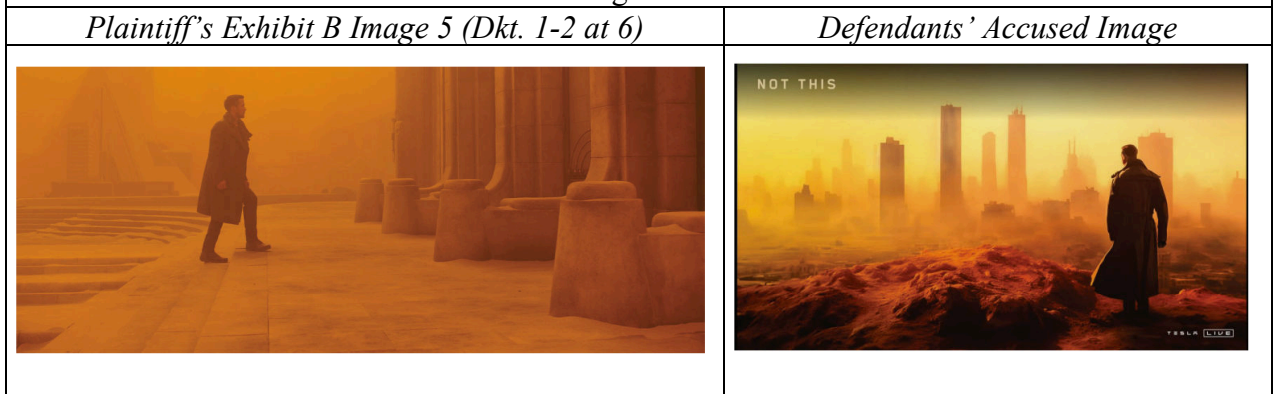 Plaintiff's Exhibit B Image 5 (Dkt. 1-2 at 6)
Defendants' Accused Image
NOT THIS
TESLA LIVE